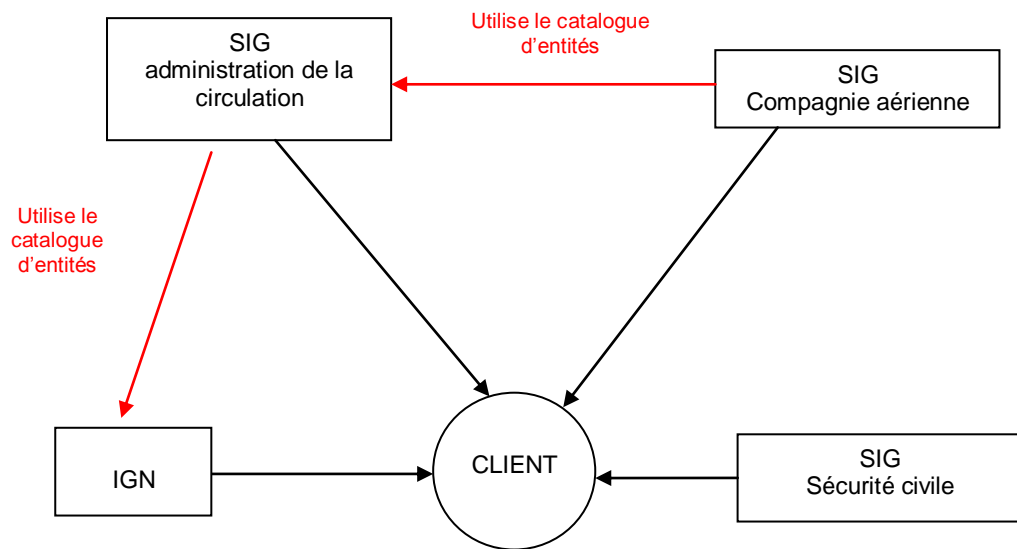 Utilise le catalogue
d'entités
SIG
administration de la
circulation
SIG
Compagnie aérienne
Utilise le
catalogue
d'entités
IGN
CLIENT
SIG
Sécurité civile